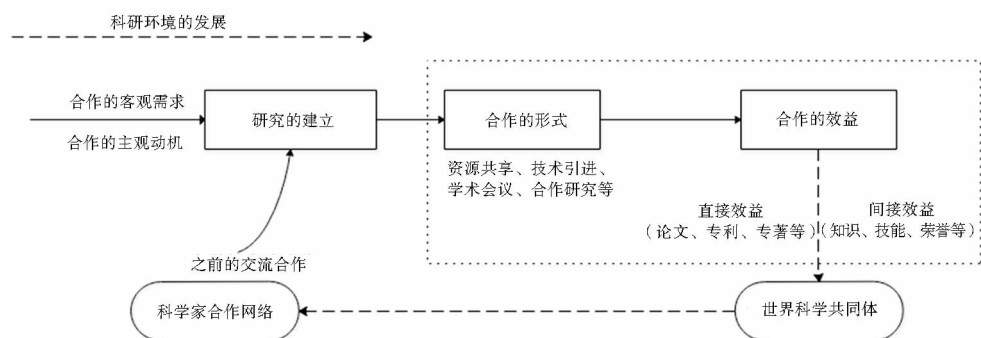 科研环境的发展
合作的客观需求
合作的主观动机
研究的建立
合作的形式
合作的效益
资源共享、技术引进、
学术会议、合作研究等
直接效益
（论文、专利、专著等）
间接效益
（知识、技能、荣誉等）
之前的交流合作
科学家合作网络
世界科学共同体